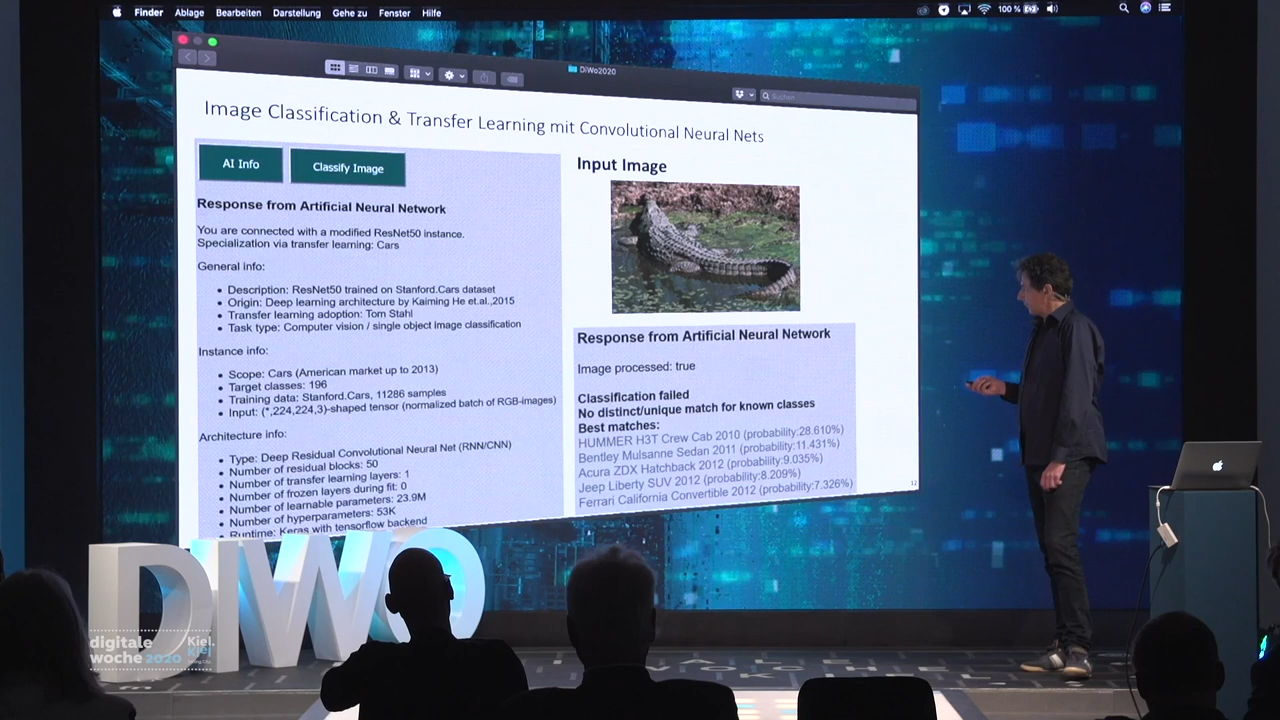 Finder Ablage Bearbeiten Darstellung Gehe zu Fenster Hilfe
100 %
DiWo2020
Suchen
Image Classification & Transfer Learning mit Convolutional Neural Nets
AI Info
Classify Image
Response from Artificial Neural Network
You are connected with a modified ResNet50 instance.
Specialization via transfer learning: Cars
General info:
• Description: ResNet50 trained on Stanford.Cars dataset
• Origin: Deep learning architecture by Kaiming He et.al.,2015
• Transfer learning adoption: Tom Stahl
• Task type: Computer vision / single object image classification
Instance info:
• Scope: Cars (American market up to 2013)
• Target classes: 196
• Training data: Stanford.Cars, 11286 samples
• Input: (*,224,224,3)-shaped tensor (normalized batch of RGB-images)
Architecture info:
• Type: Deep Residual Convolutional Neural Net (RNN/CNN)
• Number of residual blocks: 50
• Number of transfer learning layers: 1
• Number of frozen layers during fit: 0
• Number of learnable parameters: 23.9M
• Number of hyperparameters: 53K
• Runtime: Keras with tensorflow backend
Input Image
Response from Artificial Neural Network
Image processed: true
Classification failed
No distinct/unique match for known classes
Best matches:
HUMMER H3T Crew Cab 2010 (probability:28.610%)
Bentley Mulsanne Sedan 2011 (probability:11.431%)
Acura ZDX Hatchback 2012 (probability:9.035%)
Jeep Liberty SUV 2012 (probability:8.209%)
Ferrari California Convertible 2012 (probability:7.326%)
12
DiWO
digitale
woche 2020
Kiel.